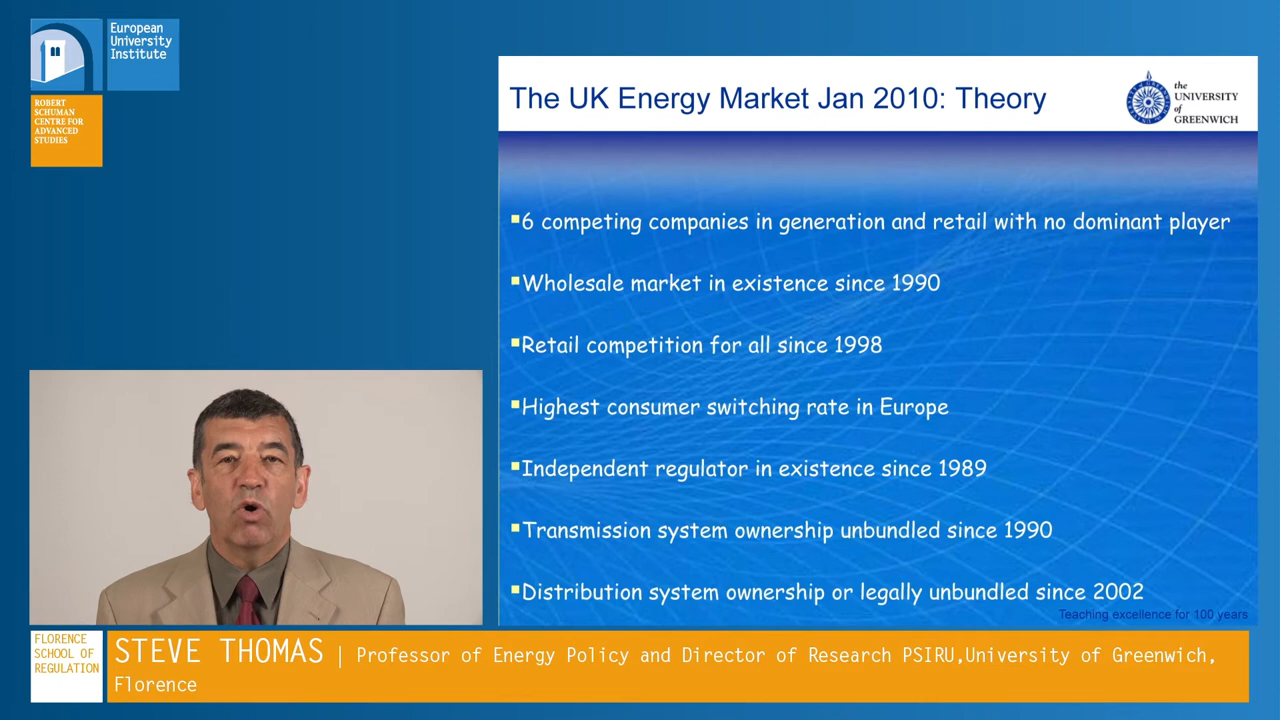 European
University
Institute
ROBERT
SCHUMAN
CENTRE FOR
ADVANCED
STUDIES
The UK Energy Market Jan 2010: Theory
the
UNIVERSITY
of
GREENWICH
▪6 competing companies in generation and retail with no dominant player
▪Wholesale market in existence since 1990
▪Retail competition for all since 1998
▪Highest consumer switching rate in Europe
▪Independent regulator in existence since 1989
▪Transmission system ownership unbundled since 1990
▪Distribution system ownership or legally unbundled since 2002
Teaching excellence for 100 years
FLORENCE
SCHOOL OF
REGULATION
STEVE THOMAS | Professor of Energy Policy and Director of Research PSIRU,University of Greenwich,
Florence